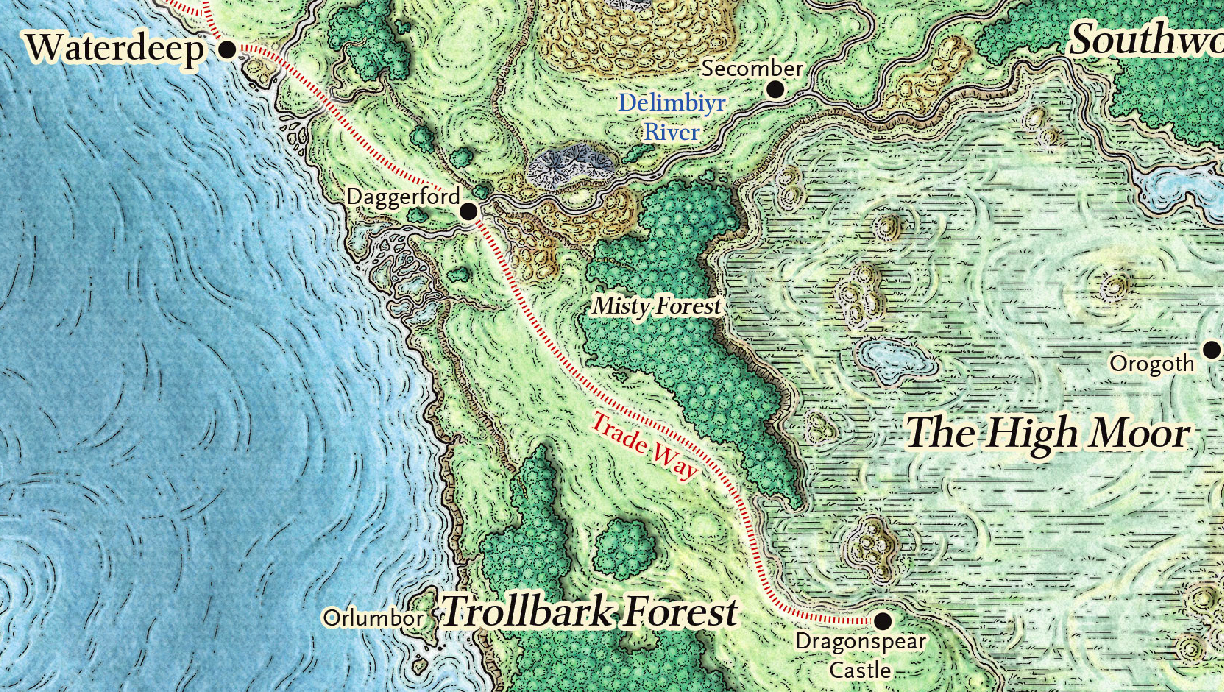 Waterdeep
Southwo
Secomber
Delimbiyr
River
Daggerford
Misty Forest
Orogoth
Trade Way
The High Moor
Orlumbor
Trollbark Forest
Dragonspear
Castle